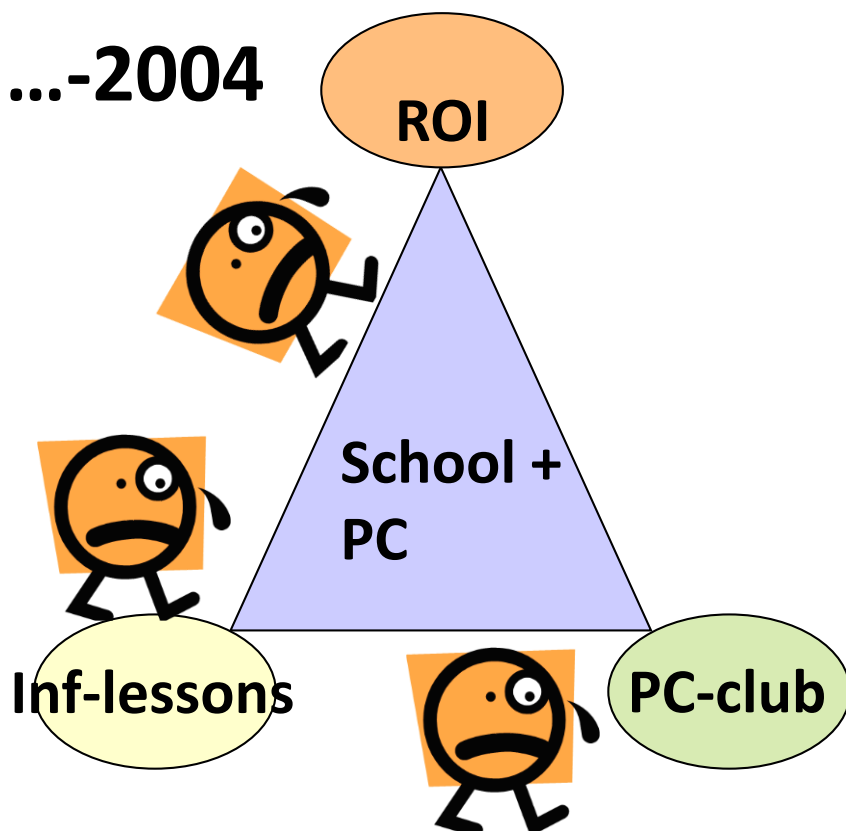 ...-2004
ROI
School +
PC
Inf-lessons
PC-club